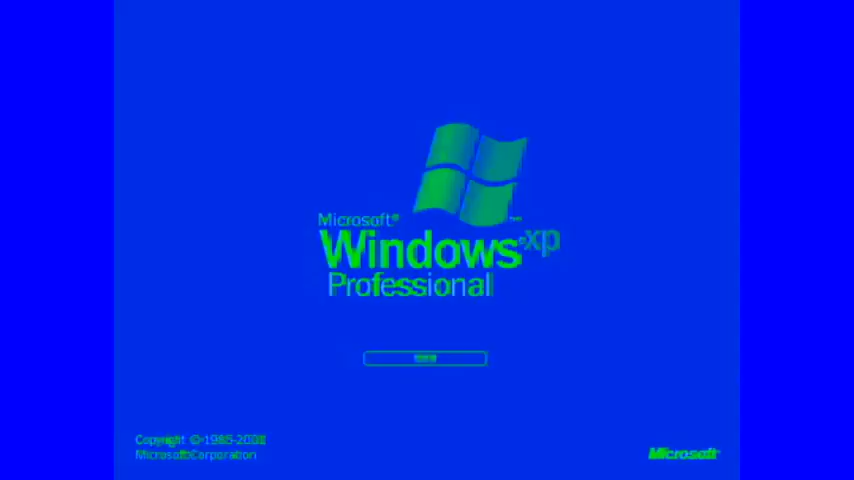 Microsoft®
Windows® xp
Professional
Copyright © 1985-2001
Microsoft Corporation
Microsoft®